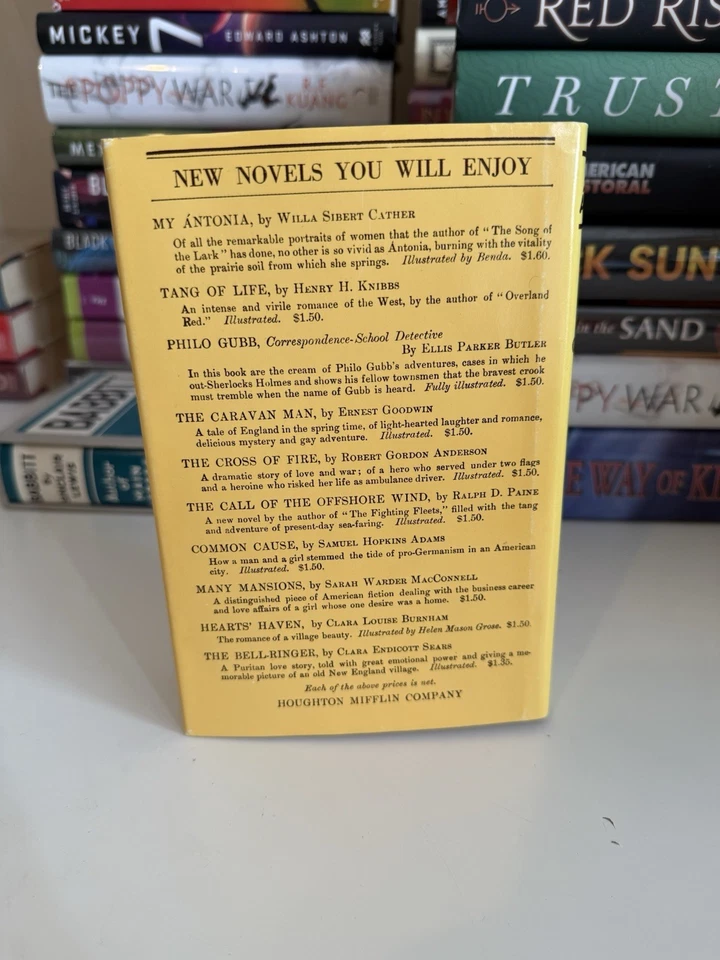 MICKEY 7 EDWARD ASHTON
THE POPPY WAR R.F. KUANG
RED RIS
TRUST
ERICAN
STORAL
CK SUN
in the SAND
PPY WAR
E WAY OF KI
BLACK
BABBITT
BABBITT
by
SINCLAIR
LEWIS
Author of
MAIN
NEW NOVELS YOU WILL ENJOY
MY ÁNTONIA, by WILLA SIBERT CATHER
Of all the remarkable portraits of women that the author of "The Song of
the Lark" has done, no other is so vivid as Ántonia, burning with the vitality
of the prairie soil from which she springs. Illustrated by Benda. $1.60.
TANG OF LIFE, by HENRY H. KNIBBS
An intense and virile romance of the West, by the author of "Overland
Red." Illustrated. $1.50.
PHILO GUBB, Correspondence-School Detective
By ELLIS PARKER BUTLER
In this book are the cream of Philo Gubb's adventures, cases in which he
out-Sherlocks Holmes and shows his fellow townsmen that the bravest crook
must tremble when the name of Gubb is heard. Fully illustrated. $1.50.
THE CARAVAN MAN, by ERNEST GOODWIN
A tale of England in the spring time, of light-hearted laughter and romance,
delicious mystery and gay adventure. Illustrated. $1.50.
THE CROSS OF FIRE, by ROBERT GORDON ANDERSON
A dramatic story of love and war; of a hero who served under two flags
and a heroine who risked her life as ambulance driver. Illustrated. $1.50.
THE CALL OF THE OFFSHORE WIND, by RALPH D. PAINE
A new novel by the author of "The Fighting Fleets," filled with the tang
and adventure of present-day sea-faring. Illustrated. $1.50.
COMMON CAUSE, by SAMUEL HOPKINS ADAMS
How a man and a girl stemmed the tide of pro-Germanism in an American
city. Illustrated. $1.50.
MANY MANSIONS, by SARAH WARDER MACCONNELL
A distinguished piece of American fiction dealing with the business career
and love affairs of a girl whose one desire was a home. $1.50.
HEARTS' HAVEN, by CLARA LOUISE BURNHAM
The romance of a village beauty. Illustrated by Helen Mason Grose. $1.50
THE BELL-RINGER, by CLARA ENDICOTT SEARS
A Puritan love story, told with great emotional power and giving a me-
morable picture of an old New England village. Illustrated. $1.35.
Each of the above prices is net.
HOUGHTON MIFFLIN COMPANY